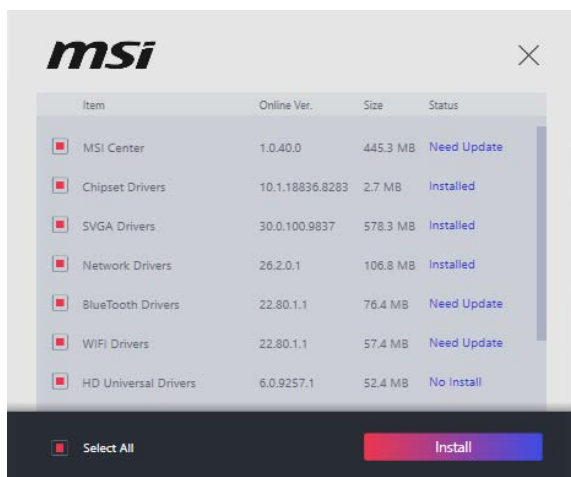 msi
Item Online Ver. Size Status
MSI Center 1.0.40.0 445.3 MB Need Update
Chipset Drivers 10.1.18836.8283 2.7 MB Installed
SVGA Drivers 30.0.100.9837 578.3 MB Installed
Network Drivers 26.2.0.1 106.8 MB Installed
BlueTooth Drivers 22.80.1.1 76.4 MB Need Update
WIFI Drivers 22.80.1.1 57.4 MB Need Update
HD Universal Drivers 6.0.9257.1 52.4 MB No Install
Select All Install